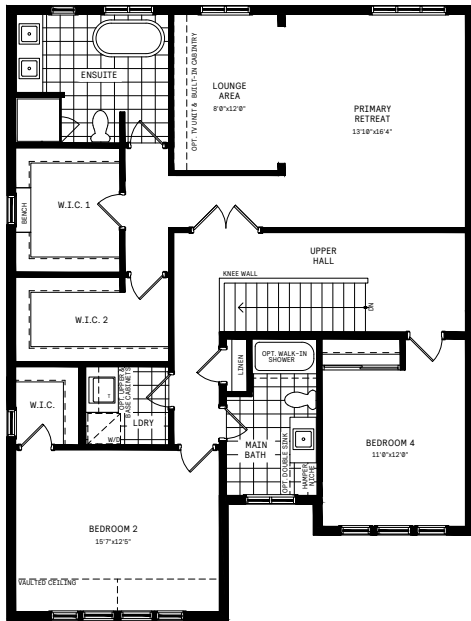 ENSUITE
OPT. TV UNIT & BUILT-IN CABINTRY
LOUNGE
AREA
8'0"x12'0"
PRIMARY
RETREAT
13'10"x16'4"
W.I.C. 1
BENCH
UPPER
HALL
KNEE WALL
DN
W.I.C. 2
LINEN
OPT. WALK-IN
SHOWER
W.I.C.
OPT. UPPER &
BASE CABINETS
T
W/D
LDRY
MAIN
BATH
OPT. DOUBLE SINK
HAMPER
NICHE
BEDROOM 4
11'0"x12'0"
BEDROOM 2
15'7"x12'5"
VAULTED CEILING